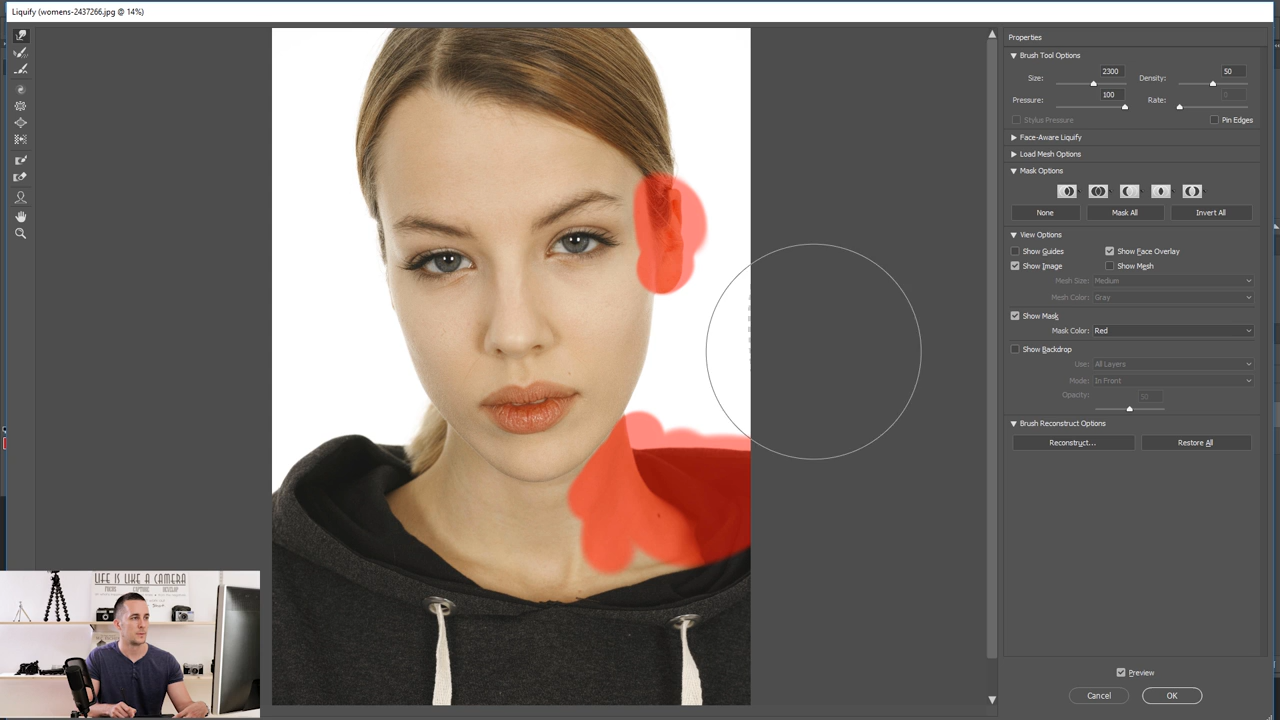 Liquify (womens-2437266.jpg @ 14%)
Properties
Brush Tool Options
Size: 2300 Density: 50
Pressure: 100 Rate:
Stylus Pressure Pin Edges
Face-Aware Liquify
Load Mesh Options
Mask Options
None Mask All Invert All
View Options
Show Guides Show Face Overlay
Show Image Show Mesh
Mesh Size: Medium
Mesh Color: Gray
Show Mask
Mask Color: Red
Show Backdrop
Use: All Layers
Mode: In Front
Opacity: 50
Brush Reconstruct Options
Reconstruct... Restore All
Preview
Cancel OK
LIFE IS LIKE A CAMERA
FOCUS CAPTURE DEVELOP